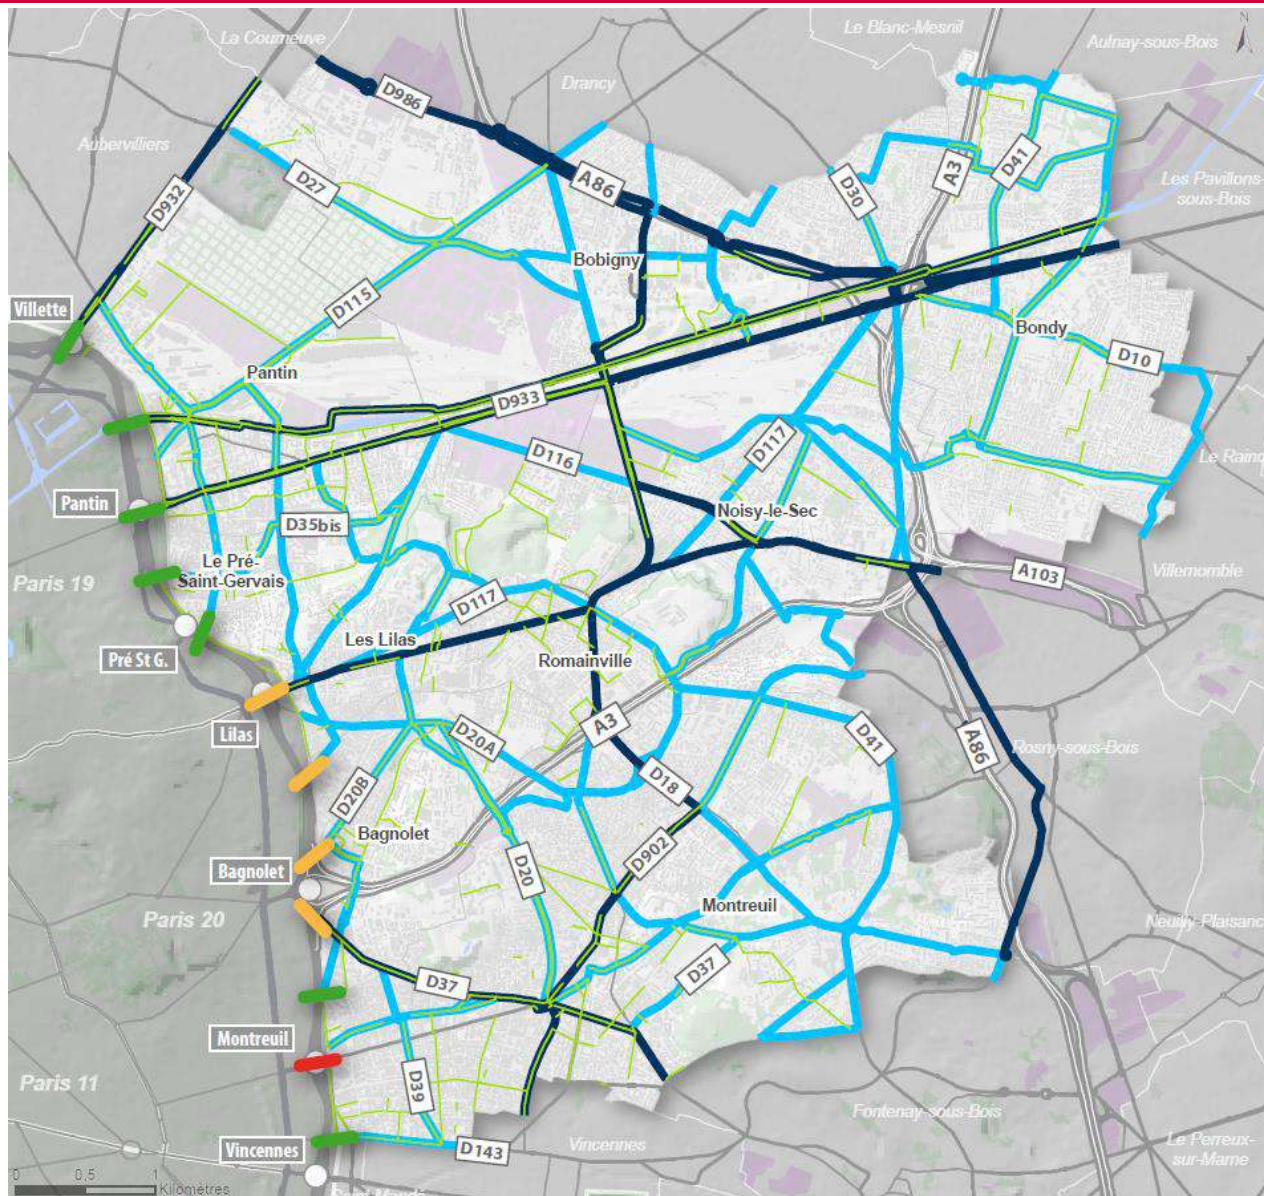 La Courneuve
Le Blanc-Mesnil
N
Aulnay-sous-Bois
Drancy
D986
Aubervilliers
D27
A86
D30
A3
D41
Les Pavillons-
sous-Bois
D932
Bobigny
Villette
D115
Bondy
D10
Pantin
D933
D116
D117
Le Rainc
Pantin
D35bis
Noisy-le-Sec
Le Pré-
Saint-Gervais
Paris 19
A103
Villemomble
D117
Les Lilas
Pré St G.
Romainville
Lilas
A3
D20A
D41
A86
Rosny-sous-Bois
D18
D20B
Bagnolet
D902
Bagnolet
D20
Montreuil
Paris 20
Neuilly-Plaisanc
D37
D37
Montreuil
Paris 11
D39
Fontenay-sous-Bois
Vincennes
D143
Vincennes
Le Perreux-
sur-Marne
0 0,5 1
Kilomètres
Saint-Mandé